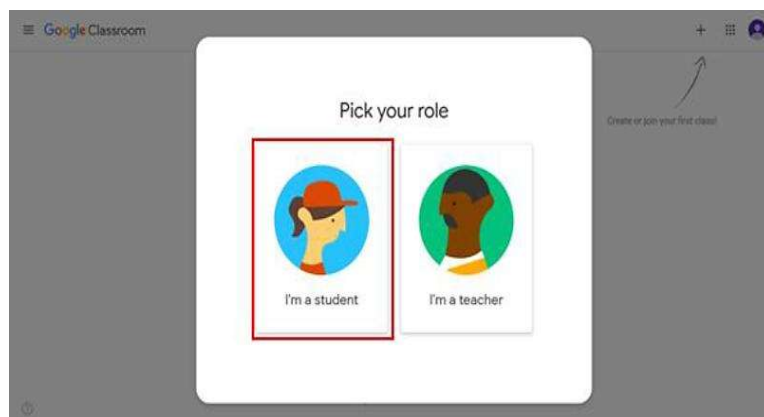 Google Classroom
Create or join your first class!
Pick your role
I'm a student
I'm a teacher